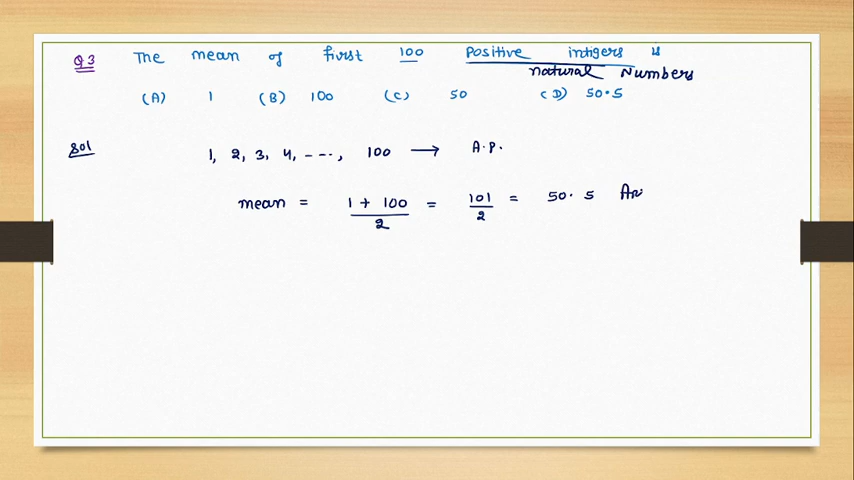 Q3 The mean of first 100 positive intigers is
natural Numbers
(A) 1 (B) 100 (C) 50 (D) 50.5
Sol 1, 2, 3, 4, ----, 100 → A.P.
mean = 1 + 100 / 2 = 101 / 2 = 50.5 Ans